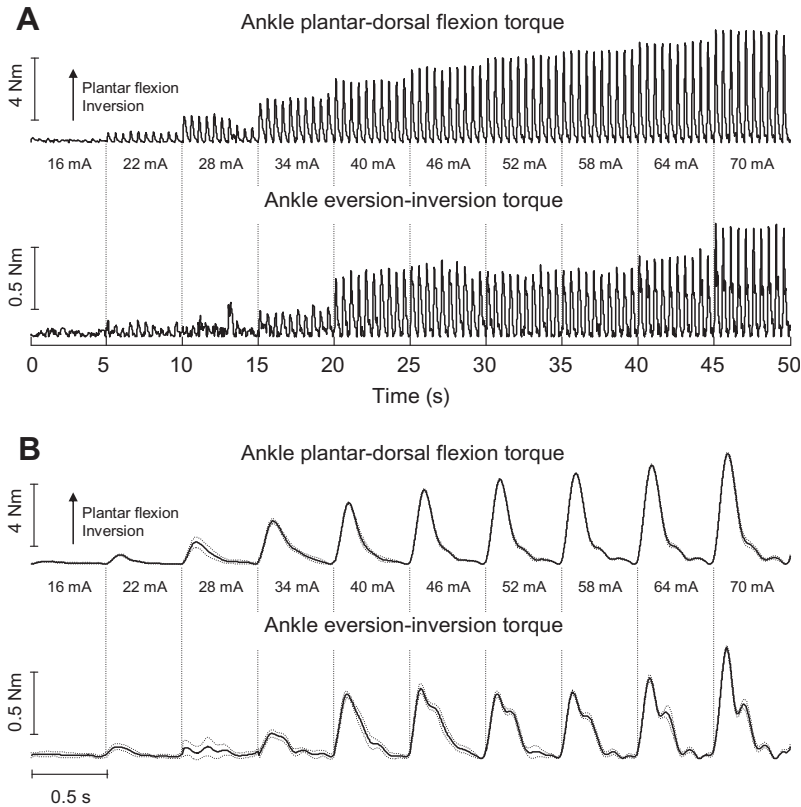 A
Ankle plantar-dorsal flexion torque
4 Nm
Plantar flexion
Inversion
16 mA 22 mA 28 mA 34 mA 40 mA 46 mA 52 mA 58 mA 64 mA 70 mA
Ankle eversion-inversion torque
0.5 Nm
0 5 10 15 20 25 30 35 40 45 50
Time (s)
B
Ankle plantar-dorsal flexion torque
4 Nm
Plantar flexion
Inversion
16 mA 22 mA 28 mA 34 mA 40 mA 46 mA 52 mA 58 mA 64 mA 70 mA
Ankle eversion-inversion torque
0.5 Nm
0.5 s